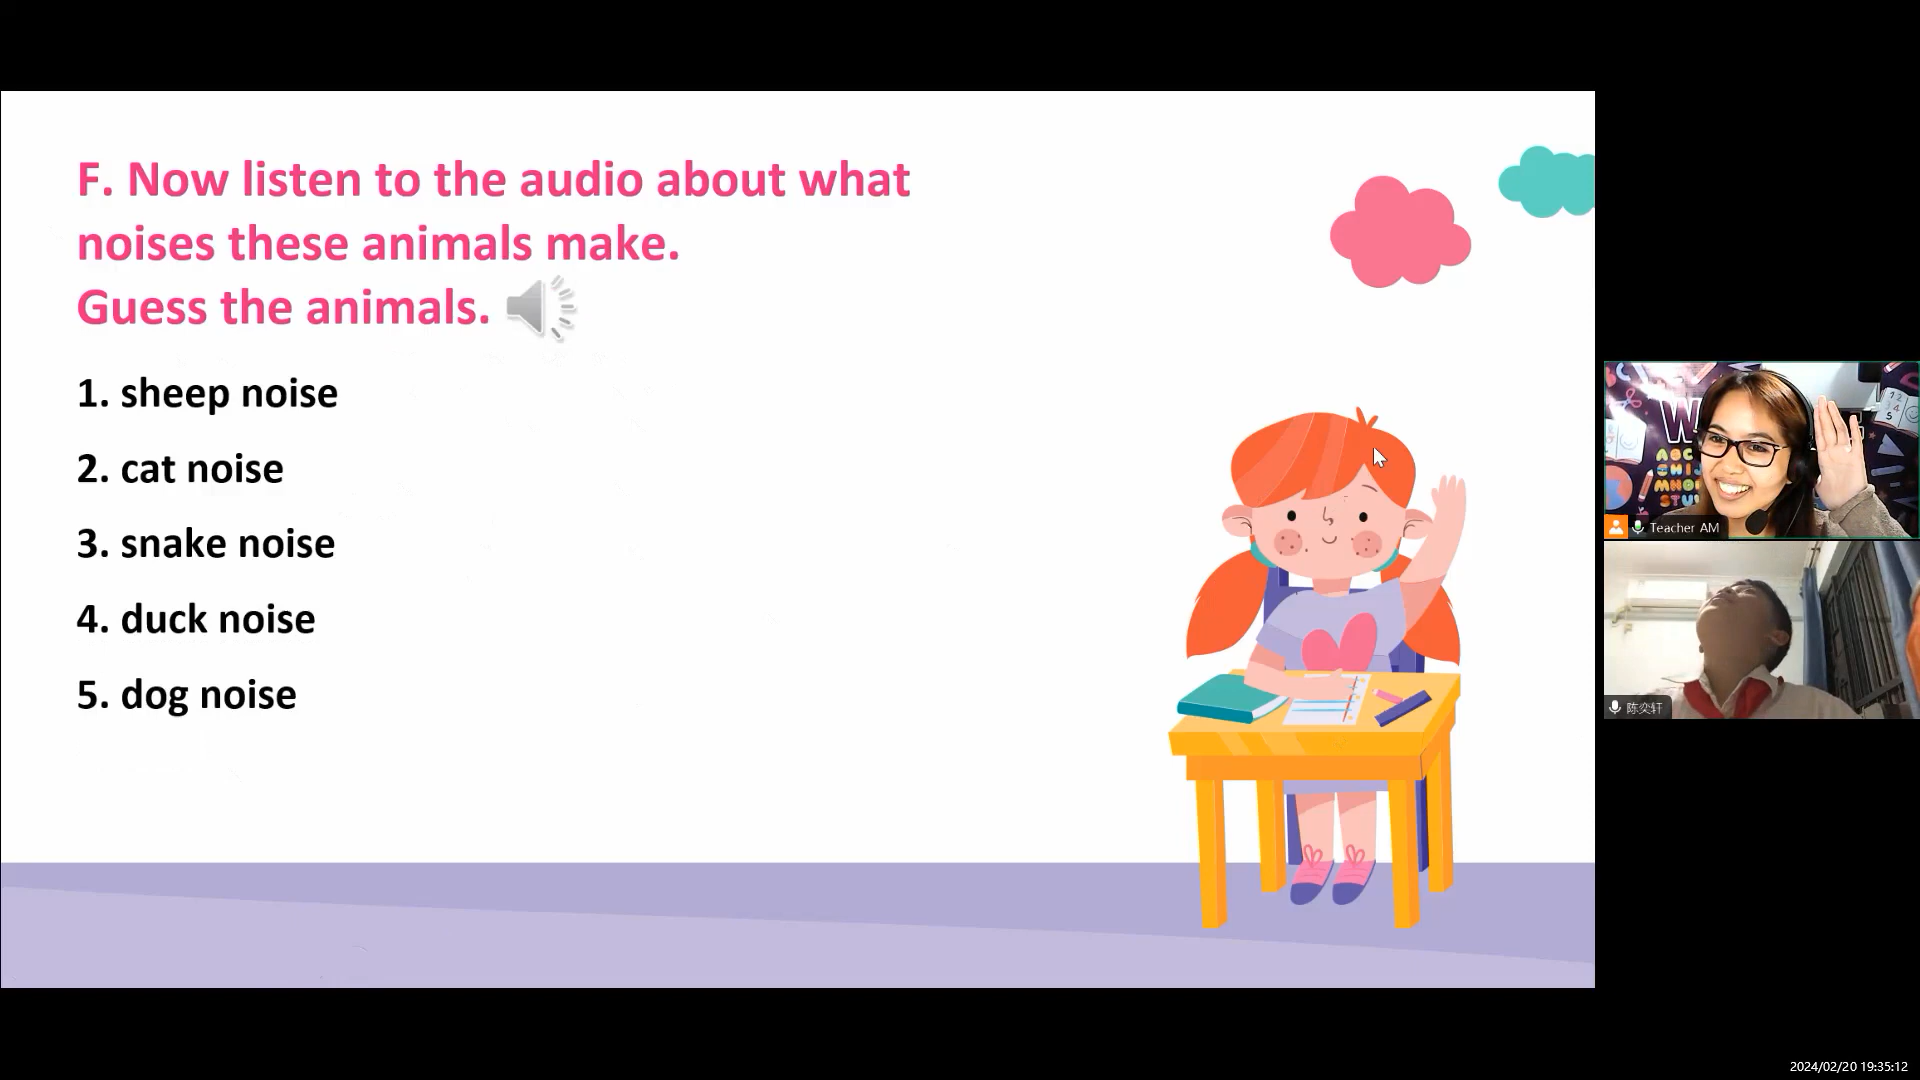 F. Now listen to the audio about what
noises these animals make.
Guess the animals.
1. sheep noise
2. cat noise
3. snake noise
4. duck noise
5. dog noise
Teacher AM
陈奕轩
2024/02/20 19:35:12